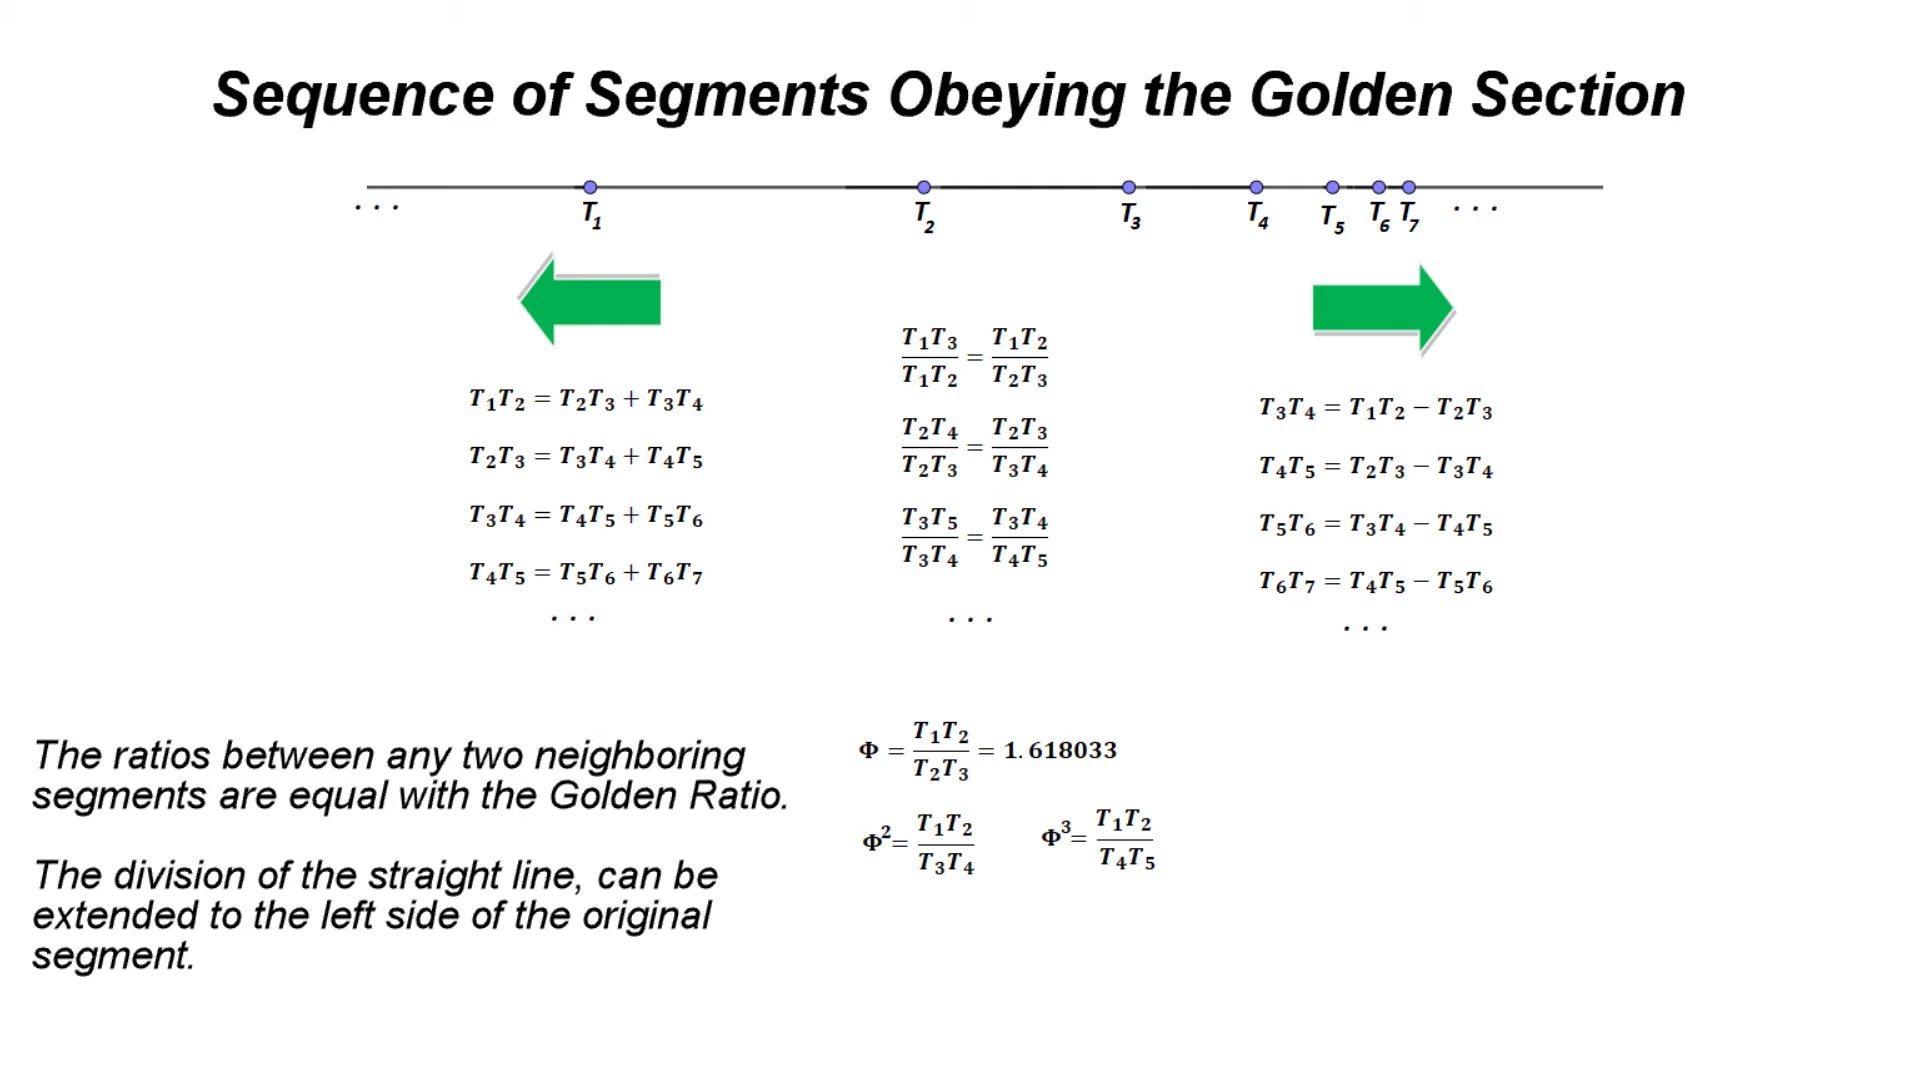 Sequence of Segments Obeying the Golden Section
. . . T₁ T₂ T₃ T₄ T₅ T₆ T₇ . . .
T₁T₂ = T₂T₃ + T₃T₄
T₂T₃ = T₃T₄ + T₄T₅
T₃T₄ = T₄T₅ + T₅T₆
T₄T₅ = T₅T₆ + T₆T₇
. . .
T₁T₃/T₁T₂ = T₁T₂/T₂T₃
T₂T₄/T₂T₃ = T₂T₃/T₃T₄
T₃T₅/T₃T₄ = T₃T₄/T₄T₅
. . .
T₃T₄ = T₁T₂ − T₂T₃
T₄T₅ = T₂T₃ − T₃T₄
T₅T₆ = T₃T₄ − T₄T₅
T₆T₇ = T₄T₅ − T₅T₆
. . .
The ratios between any two neighboring
segments are equal with the Golden Ratio.
The division of the straight line, can be
extended to the left side of the original
segment.
Φ = T₁T₂/T₂T₃ = 1.618033
Φ² = T₁T₂/T₃T₄ Φ³ = T₁T₂/T₄T₅